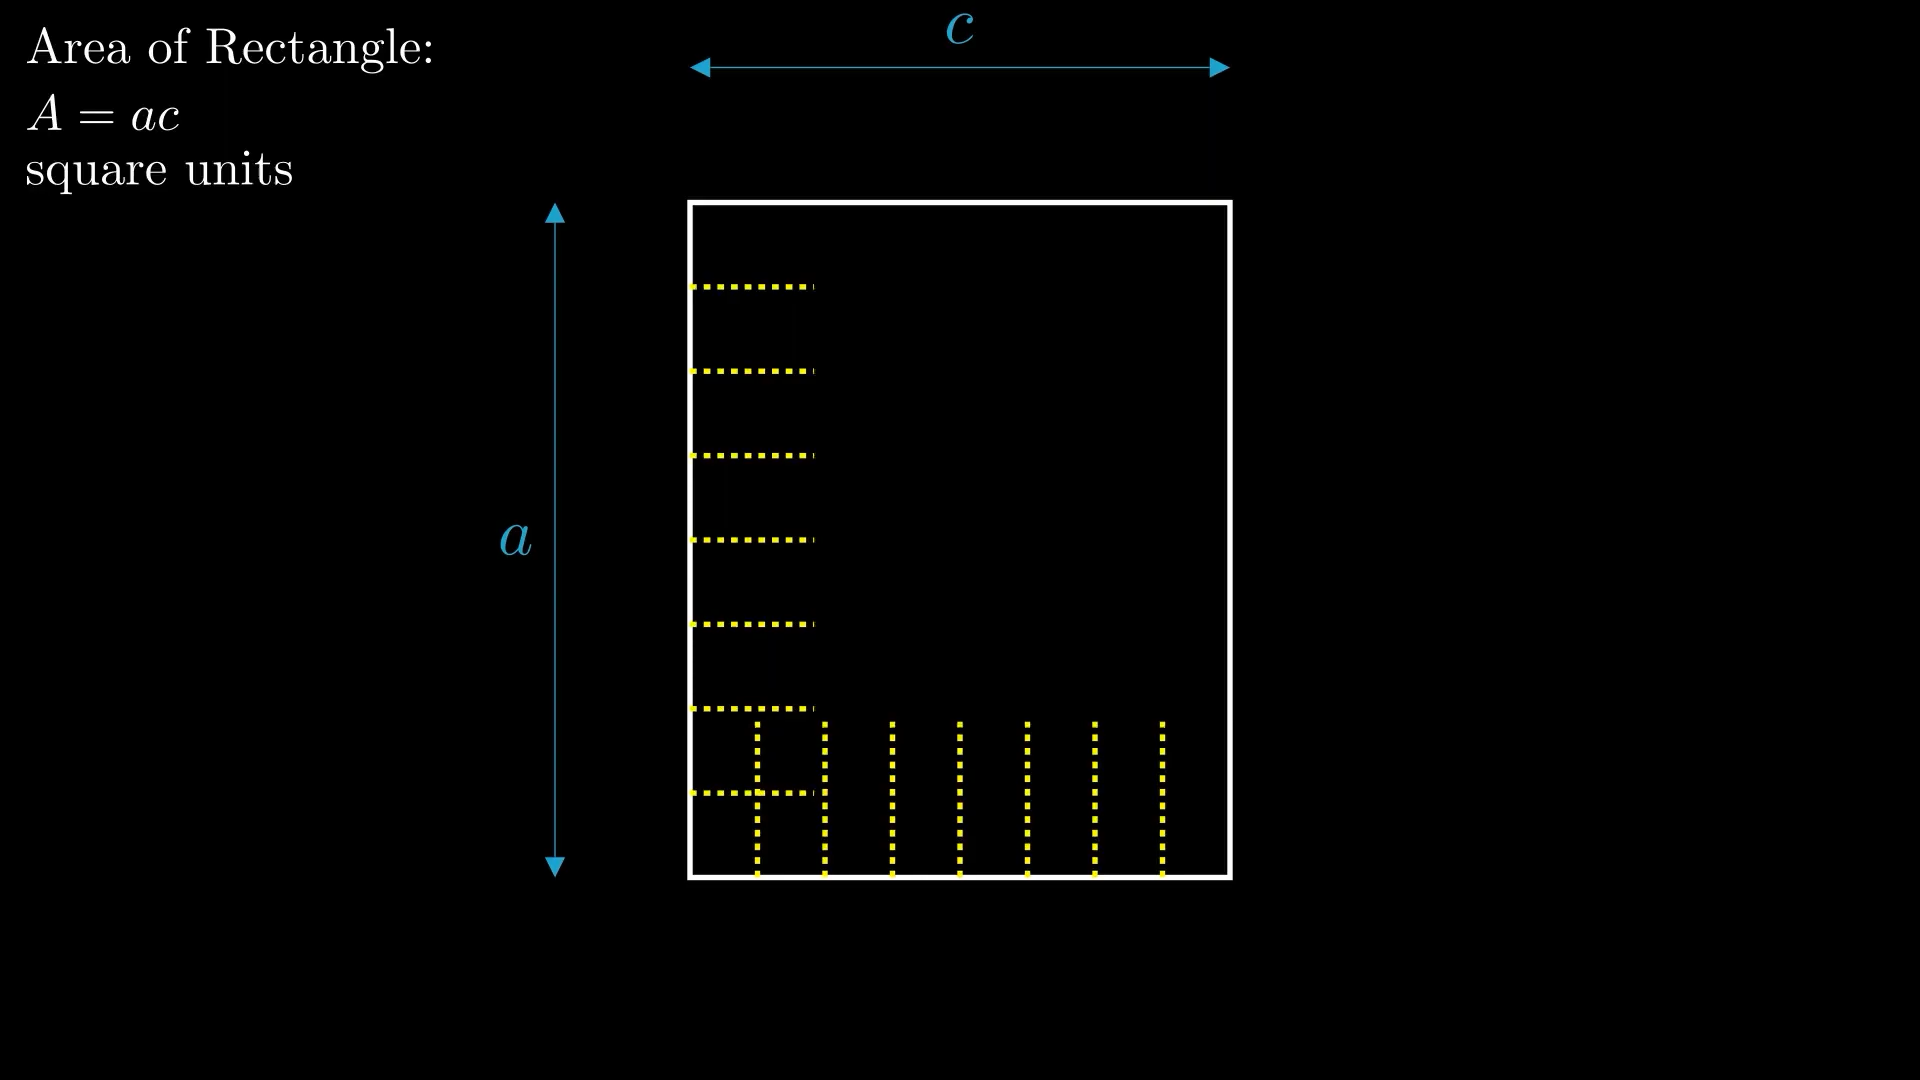 Area of Rectangle:
c
A = ac
square units
a